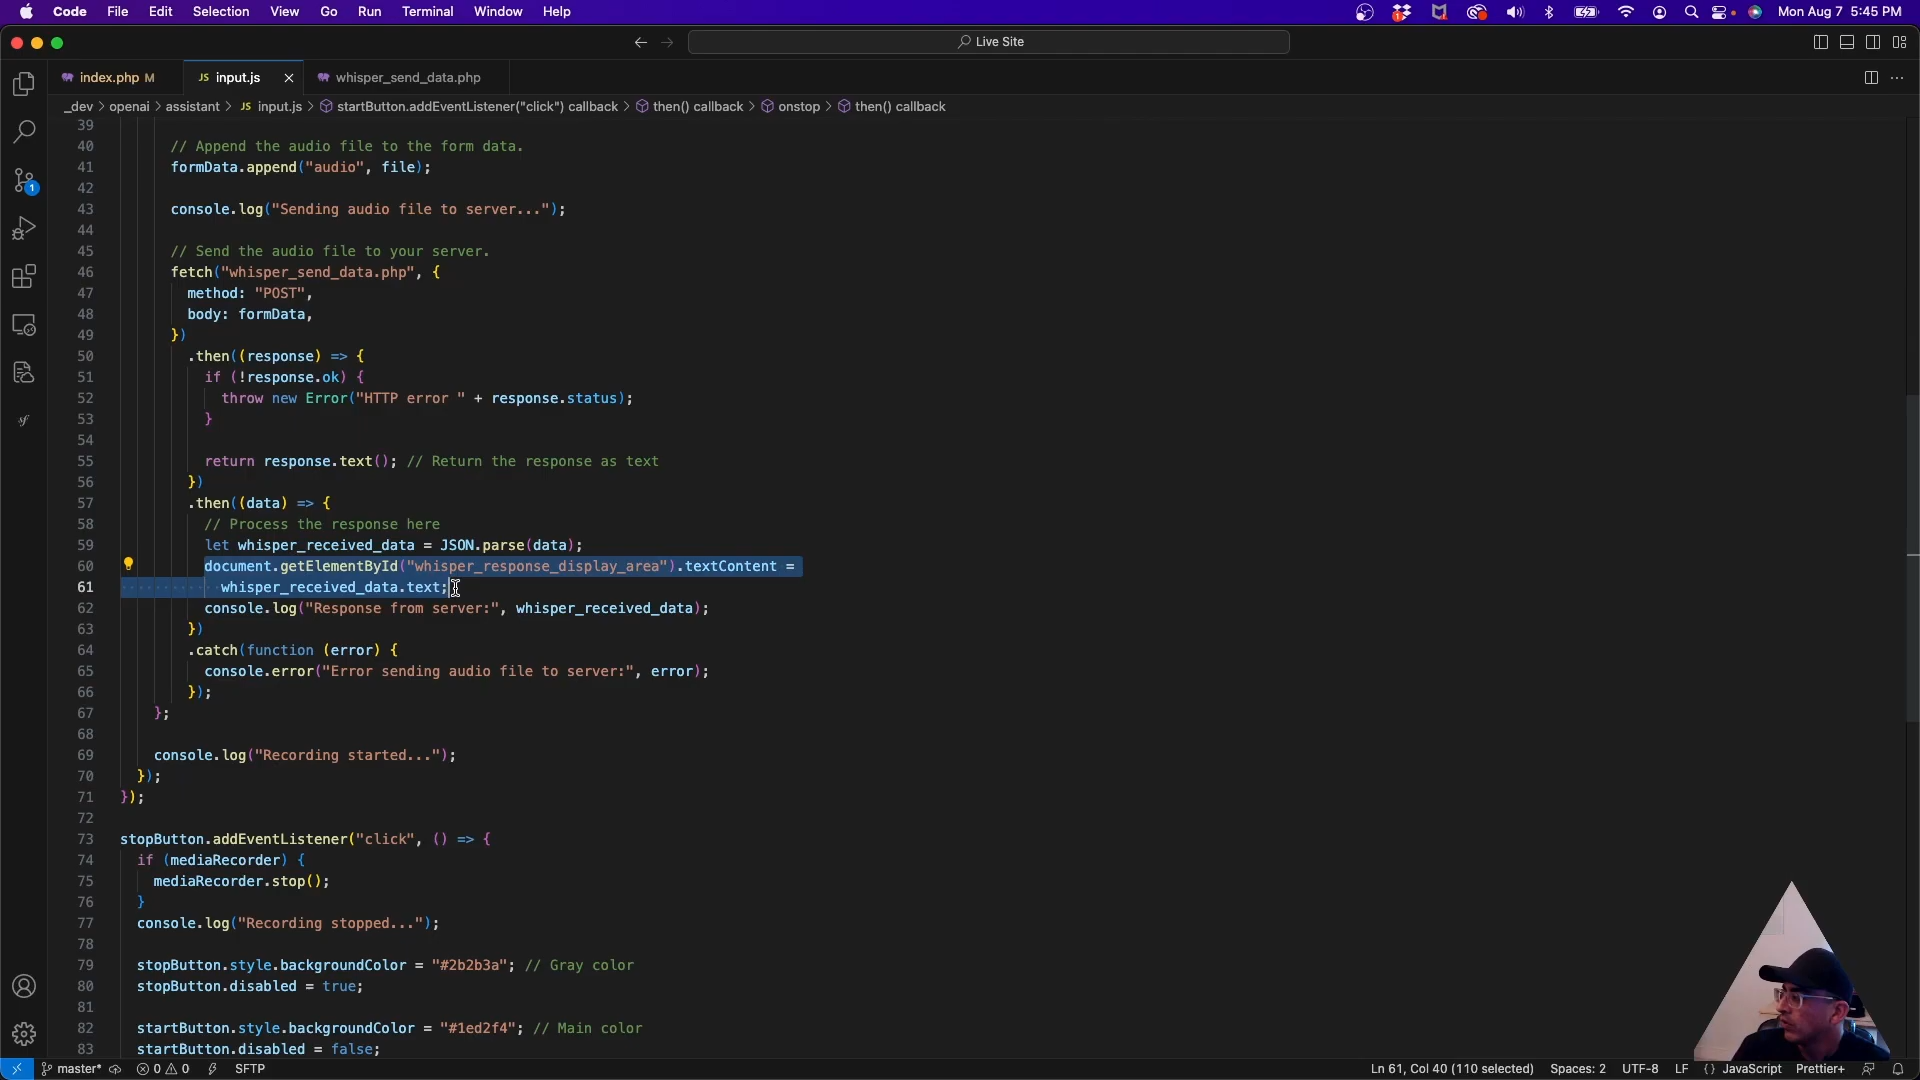 Code File Edit Selection View Go Run Terminal Window Help Mon Aug 7 5:45 PM
Live Site
index.php M JS input.js whisper_send_data.php
_dev > openai > assistant > JS input.js > startButton.addEventListener("click") callback > then() callback > onstop > then() callback
39
40 // Append the audio file to the form data.
41 formData.append("audio", file);
42
43 console.log("Sending audio file to server...");
44
45 // Send the audio file to your server.
46 fetch("whisper_send_data.php", {
47 method: "POST",
48 body: formData,
49 })
50 .then((response) => {
51 if (!response.ok) {
52 throw new Error("HTTP error " + response.status);
53 }
54
55 return response.text(); // Return the response as text
56 })
57 .then((data) => {
58 // Process the response here
59 let whisper_received_data = JSON.parse(data);
60 document.getElementById("whisper_response_display_area").textContent =
61 whisper_received_data.text;
62 console.log("Response from server:", whisper_received_data);
63 })
64 .catch(function (error) {
65 console.error("Error sending audio file to server:", error);
66 });
67 };
68
69 console.log("Recording started...");
70 });
71 });
72
73 stopButton.addEventListener("click", () => {
74 if (mediaRecorder) {
75 mediaRecorder.stop();
76 }
77 console.log("Recording stopped...");
78
79 stopButton.style.backgroundColor = "#2b2b3a"; // Gray color
80 stopButton.disabled = true;
81
82 startButton.style.backgroundColor = "#1ed2f4"; // Main color
83 startButton.disabled = false;
1
master* 0 0 SFTP Ln 61, Col 40 (110 selected) Spaces: 2 UTF-8 LF {} JavaScript Prettier+